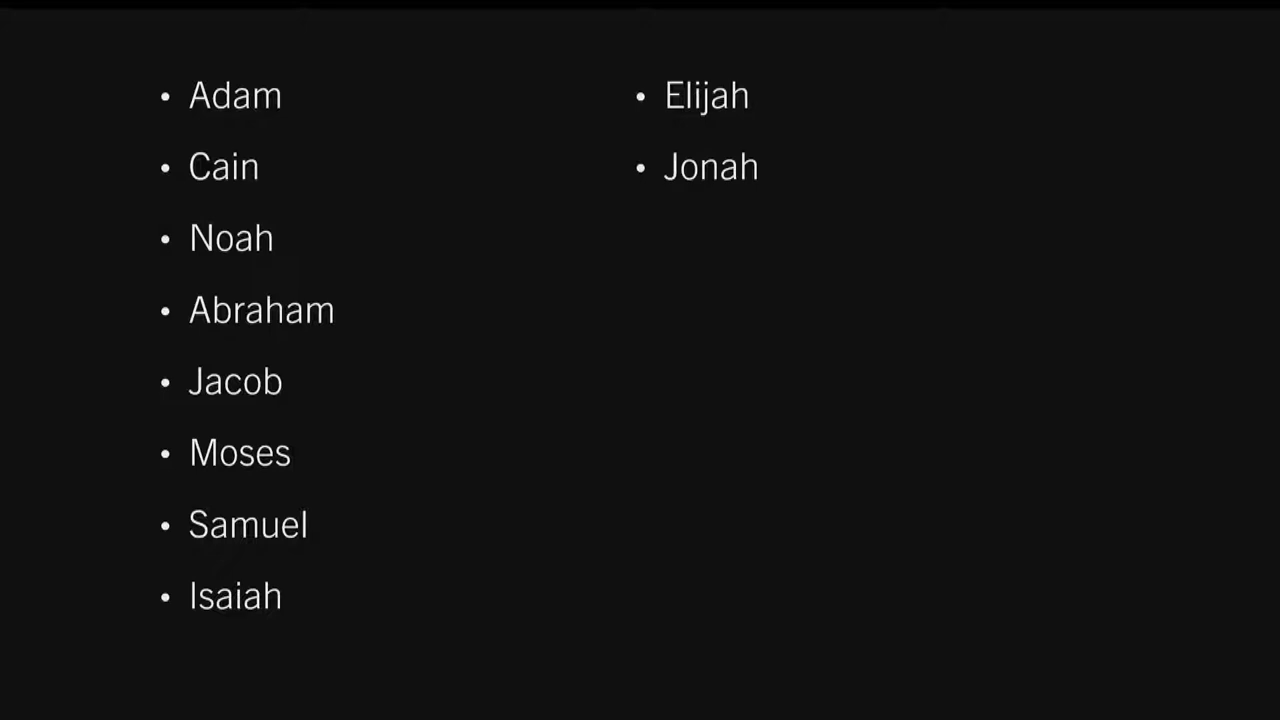 • Adam
• Cain
• Noah
• Abraham
• Jacob
• Moses
• Samuel
• Isaiah
• Elijah
• Jonah